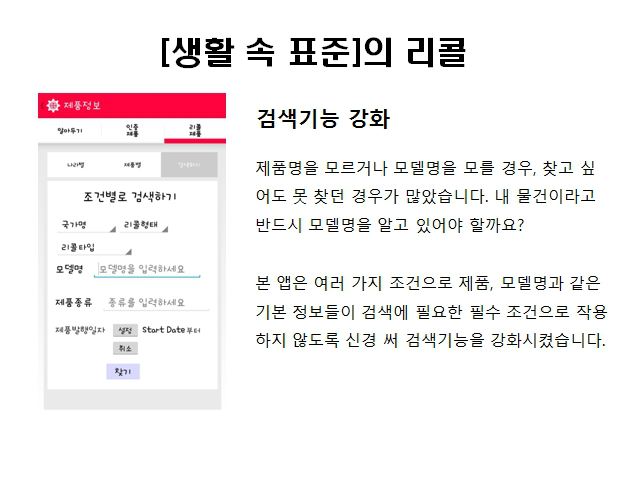 [생활 속 표준]의 리콜
제품정보
알아두기
인증
제품
리콜
제품
나라별
제품별
검색하기
조건별로 검색하기
국가명
리콜형태
리콜타입
모델명
모델명을 입력하세요
제품종류
종류를 입력하세요
제품발행일자
설정
Start Date 부터
취소
찾기
검색기능 강화
제품명을 모르거나 모델명을 모를 경우, 찾고 싶
어도 못 찾던 경우가 많았습니다. 내 물건이라고
반드시 모델명을 알고 있어야 할까요?
본 앱은 여러 가지 조건으로 제품, 모델명과 같은
기본 정보들이 검색에 필요한 필수 조건으로 작용
하지 않도록 신경 써 검색기능을 강화시켰습니다.